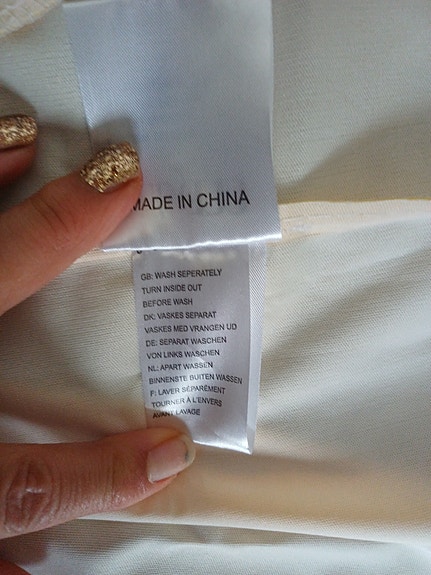 MADE IN CHINA
GB: WASH SEPERATELY
TURN INSIDE OUT
BEFORE WASH
DK: VASKES SEPARAT
VASKES MED VRANGEN UD
DE: SEPARAT WASCHEN
VON LINKS WASCHEN
NL: APART WASSEN
BINNENSTE BUITEN WASSEN
F: LAVER SÉPARÉMENT
TOURNER À L'ENVERS
AVANT LAVAGE